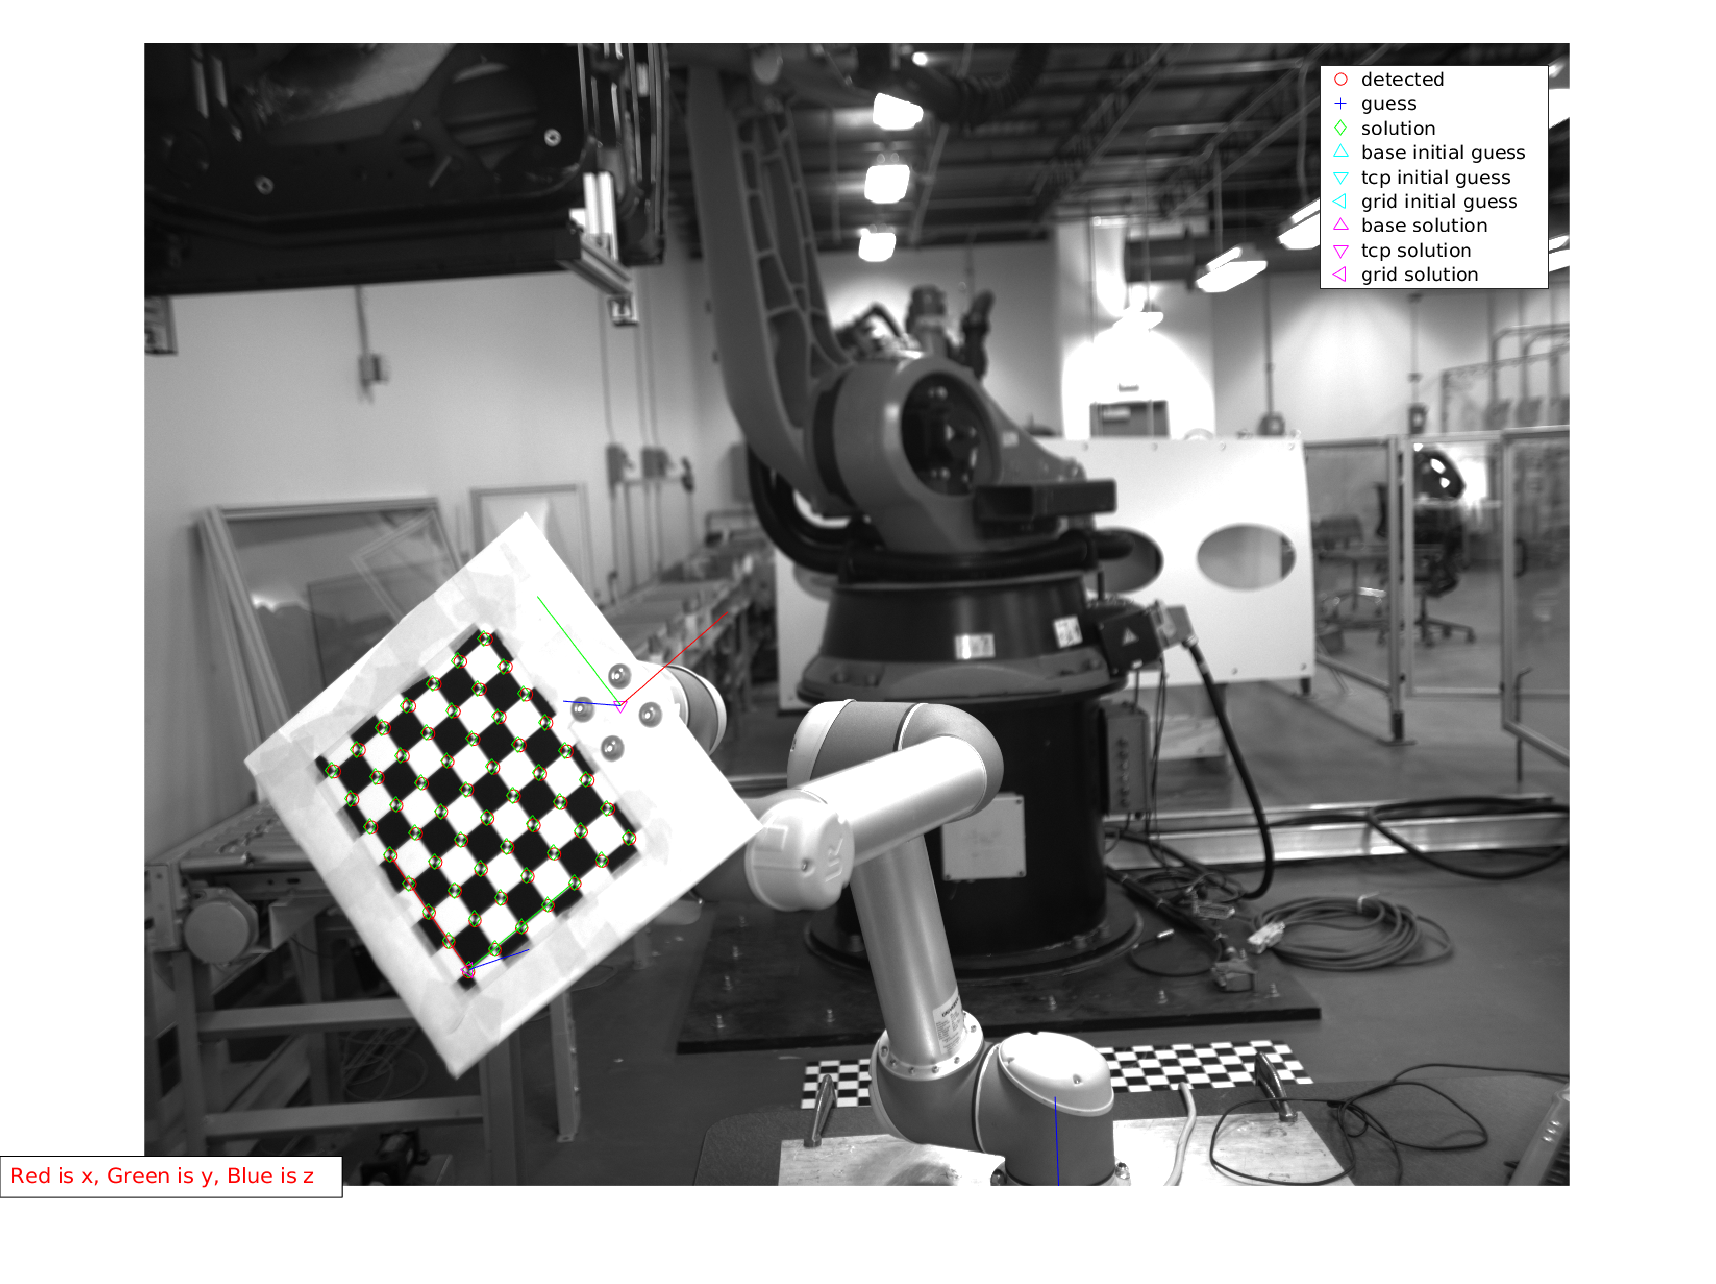 detected
guess
solution
base initial guess
tcp initial guess
grid initial guess
base solution
tcp solution
grid solution
Red is x, Green is y, Blue is z